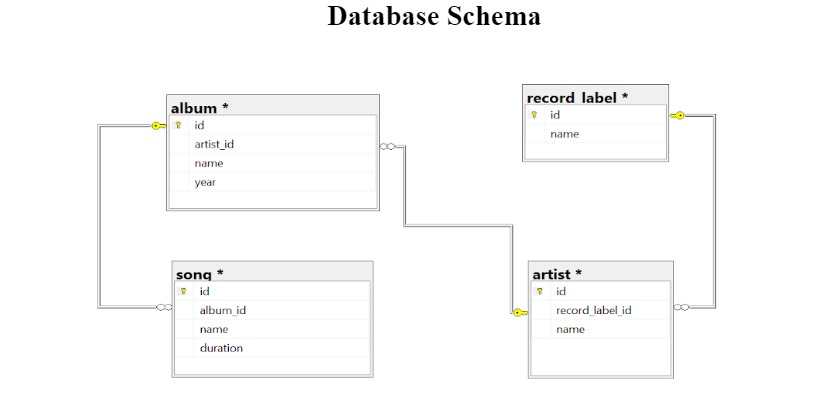 Database Schema
album *
id
artist_id
name
year
record_label *
id
name
song *
id
album_id
name
duration
artist *
id
record_label_id
name